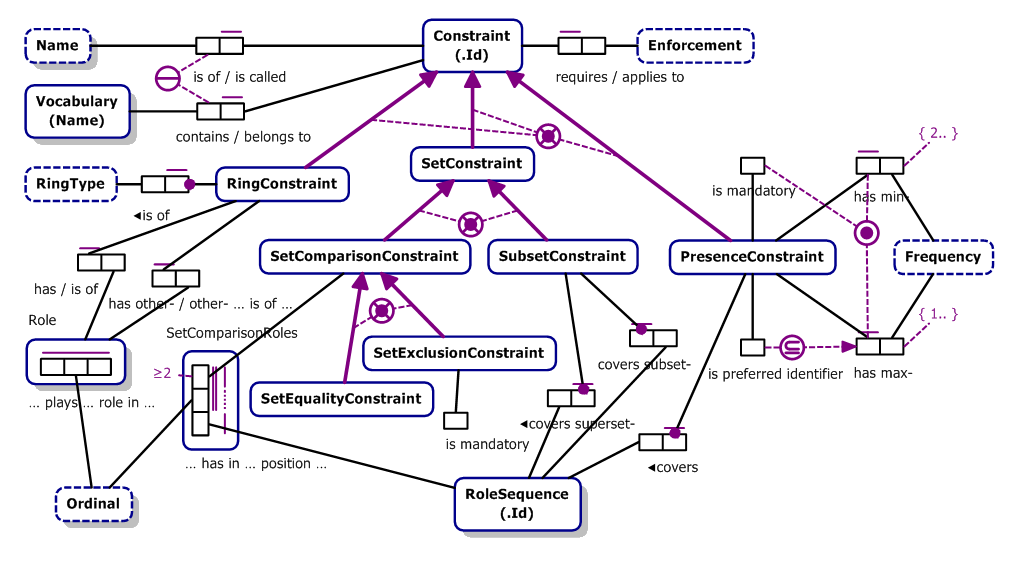 Name
Constraint
(.Id)
Enforcement
is of / is called
requires / applies to
Vocabulary
(Name)
contains / belongs to
{ 2.. }
SetConstraint
RingType
RingConstraint
is mandatory
has min-
◄is of
SetComparisonConstraint
SubsetConstraint
PresenceConstraint
Frequency
has / is of
has other- / other- ... is of ...
Role
SetComparisonRoles
{ 1.. }
SetExclusionConstraint
covers subset-
≥2
is preferred identifier
has max-
... plays ... role in ...
SetEqualityConstraint
◄covers superset-
is mandatory
... has in ... position ...
◄covers
Ordinal
RoleSequence
(.Id)